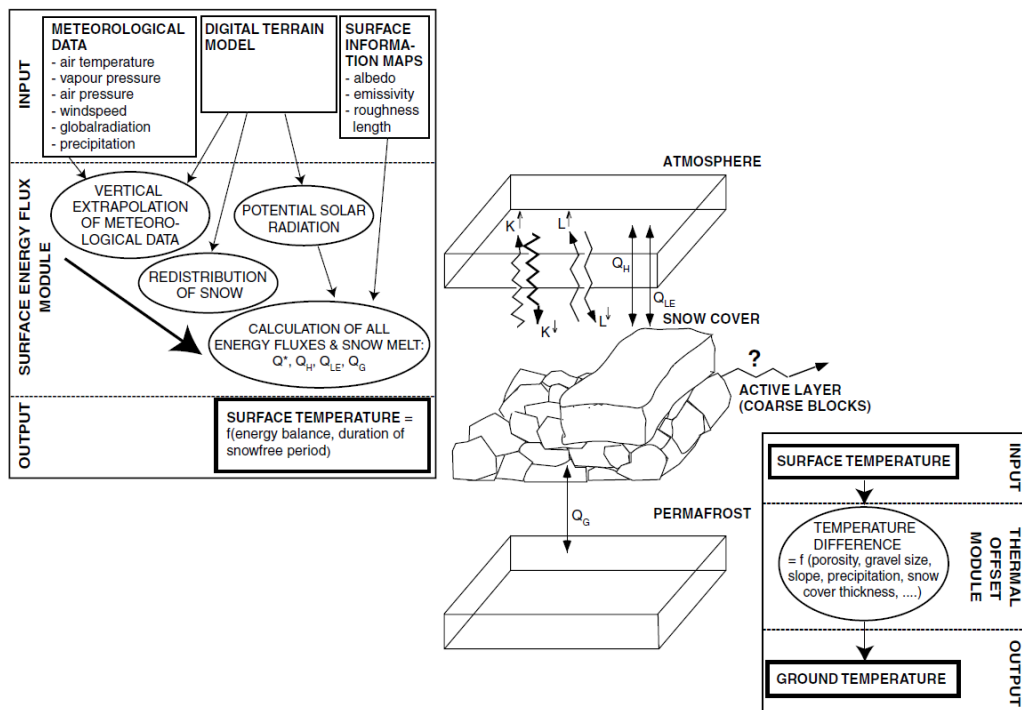 INPUT
METEOROLOGICAL
DATA
- air temperature
- vapour pressure
- air pressure
- windspeed
- globalradiation
- precipitation
DIGITAL TERRAIN
MODEL
SURFACE
INFORMA-
TION MAPS
- albedo
- emissivity
- roughness
length
SURFACE ENERGY FLUX
MODULE
VERTICAL
EXTRAPOLATION
OF METEORO-
LOGICAL DATA
POTENTIAL SOLAR
RADIATION
REDISTRIBUTION
OF SNOW
CALCULATION OF ALL
ENERGY FLUXES & SNOW MELT:
Q*, QH, QLE, QG
OUTPUT
SURFACE TEMPERATURE =
f(energy balance, duration of
snowfree period)
ATMOSPHERE
K↑
L↑
QH
QLE
K↓
L↓
SNOW COVER
?
ACTIVE LAYER
(COARSE BLOCKS)
QG
PERMAFROST
INPUT
SURFACE TEMPERATURE
THERMAL
OFFSET
MODULE
TEMPERATURE
DIFFERENCE
= f (porosity, gravel size,
slope, precipitation, snow
cover thickness, ....)
OUTPUT
GROUND TEMPERATURE